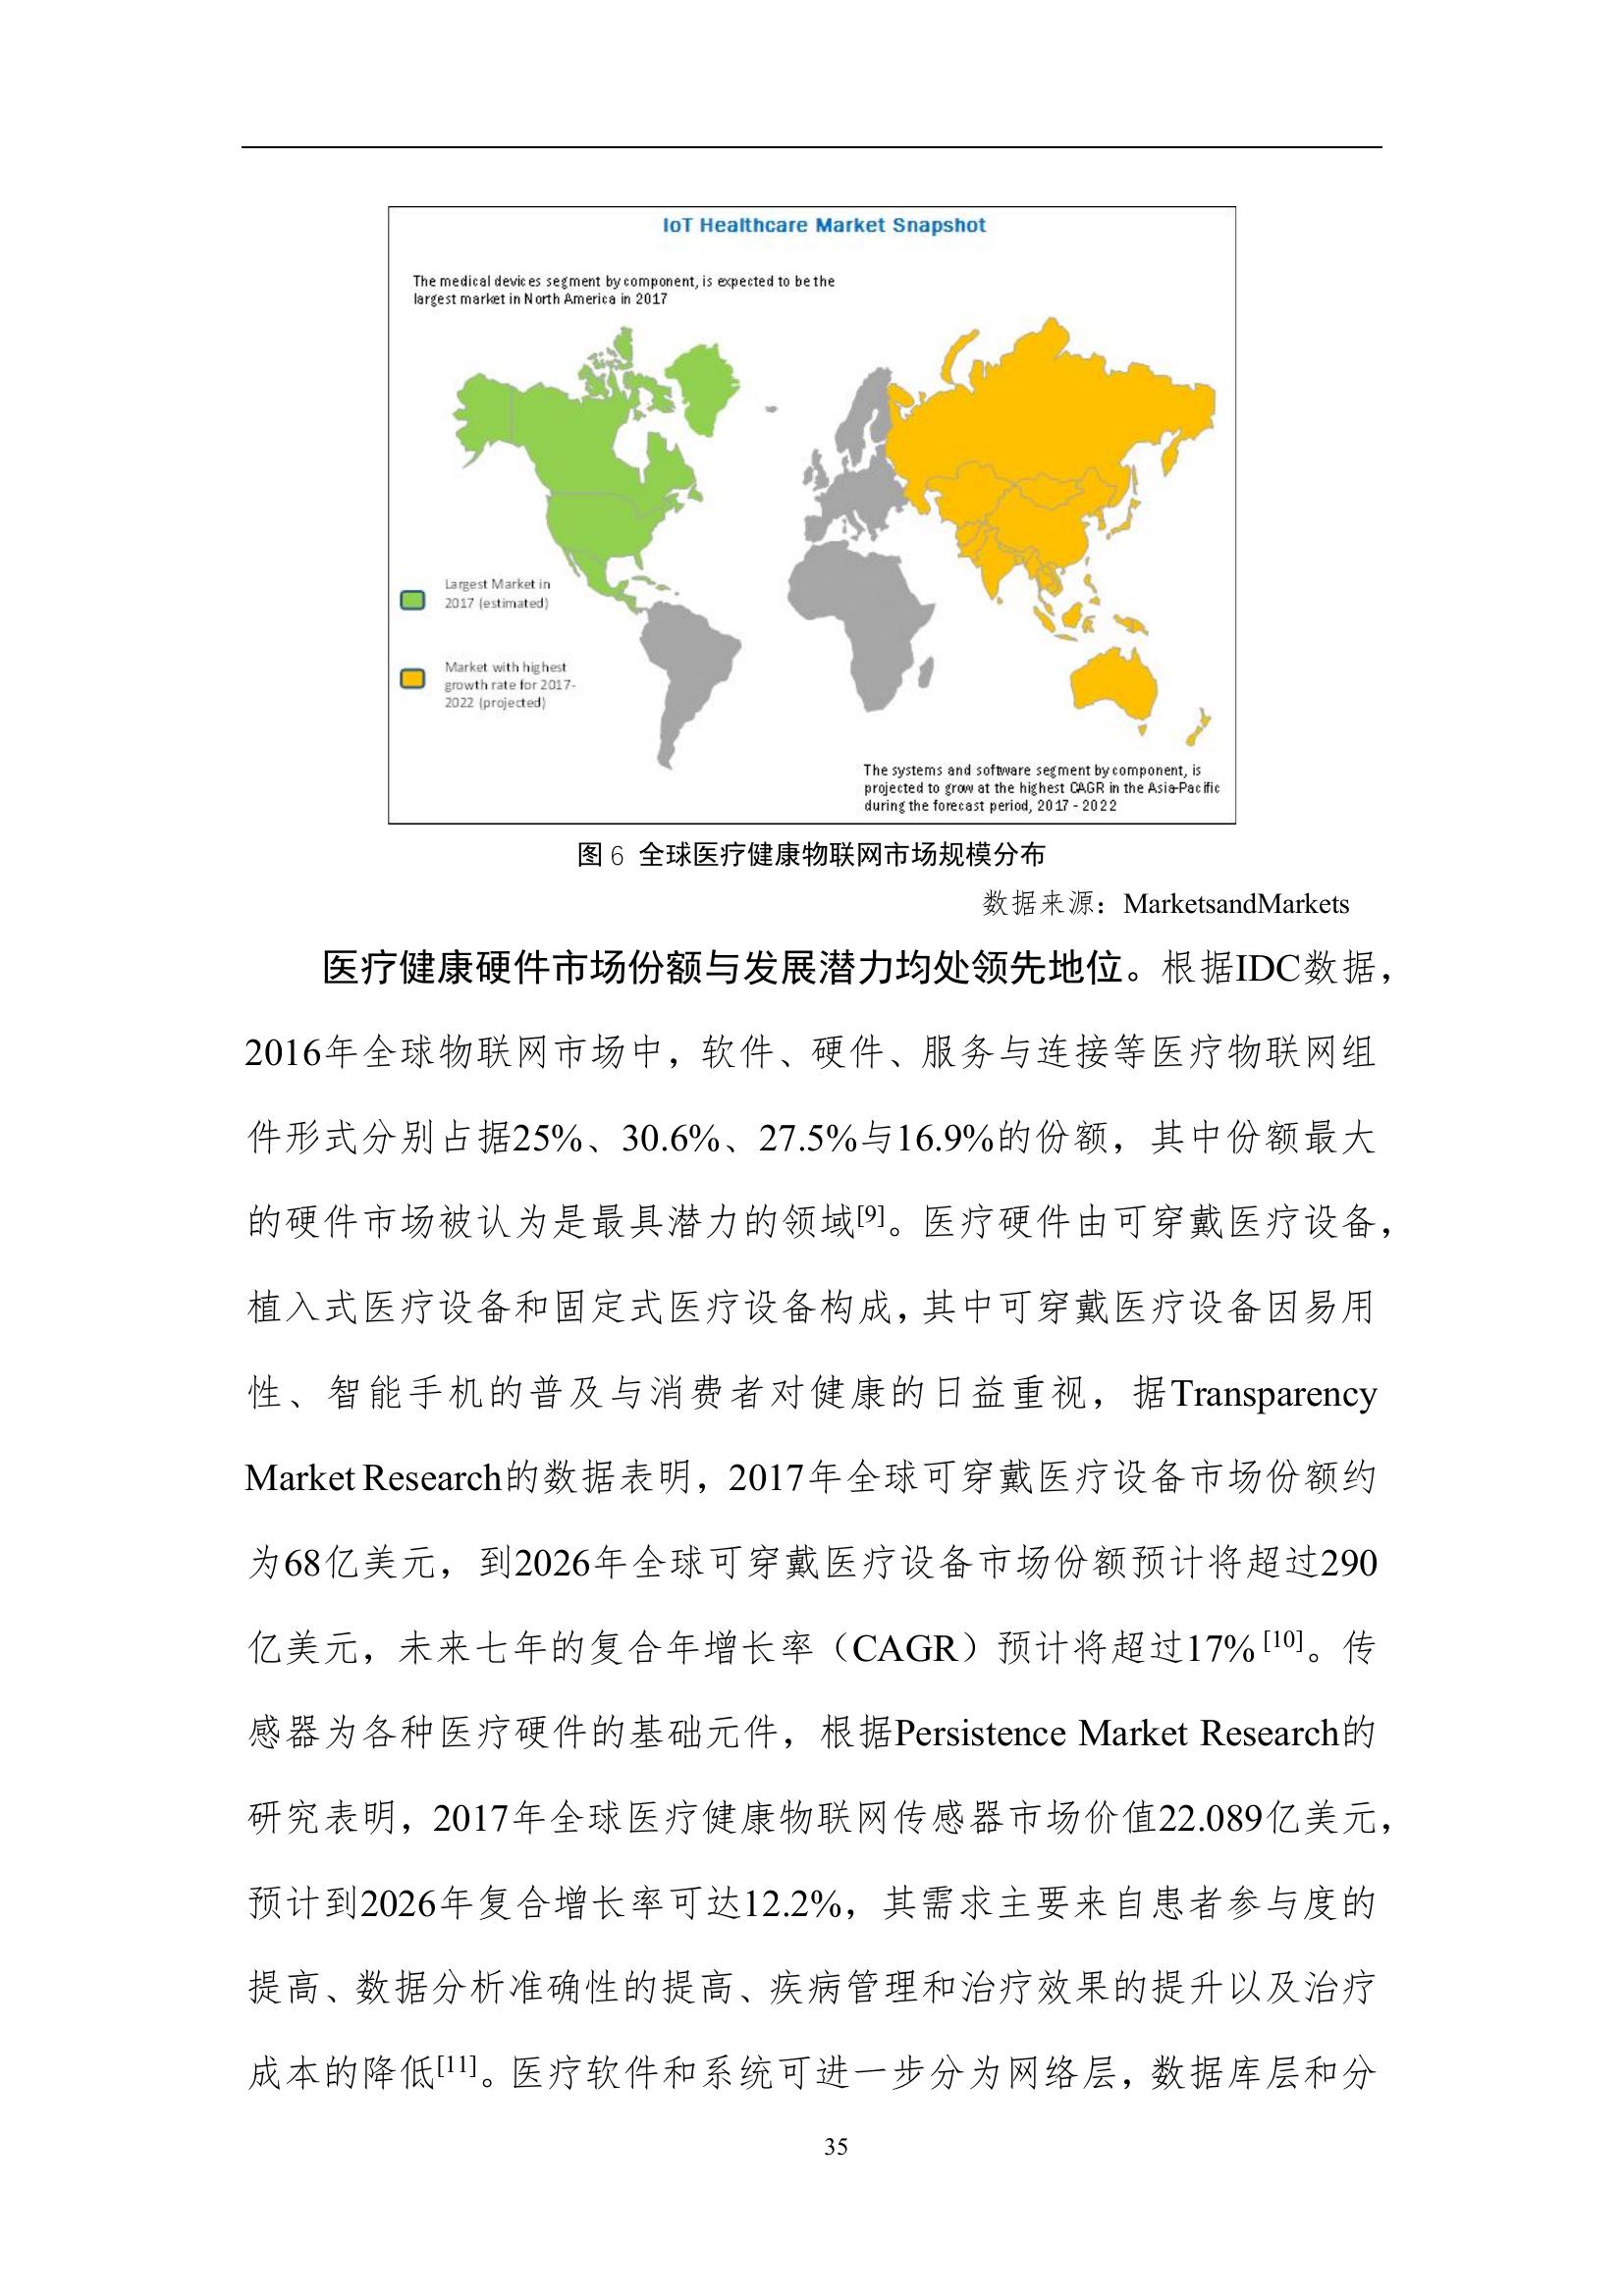 IoT Healthcare Market Snapshot
The medical devices segment by component, is expected to be the
largest market in North America in 2017
Largest Market in
2017 (estimated)
Market with highest
growth rate for 2017-
2022 (projected)
The systems and software segment by component, is
projected to grow at the highest CAGR in the Asia-Pacific
during the forecast period, 2017 - 2022
图 6 全球医疗健康物联网市场规模分布
数据来源：MarketsandMarkets
医疗健康硬件市场份额与发展潜力均处领先地位。根据IDC数据，
2016年全球物联网市场中，软件、硬件、服务与连接等医疗物联网组
件形式分别占据25%、30.6%、27.5%与16.9%的份额，其中份额最大
的硬件市场被认为是最具潜力的领域[9]。医疗硬件由可穿戴医疗设备，
植入式医疗设备和固定式医疗设备构成，其中可穿戴医疗设备因易用
性、智能手机的普及与消费者对健康的日益重视，据Transparency
Market Research的数据表明，2017年全球可穿戴医疗设备市场份额约
为68亿美元，到2026年全球可穿戴医疗设备市场份额预计将超过290
亿美元，未来七年的复合年增长率（CAGR）预计将超过17% [10]。传
感器为各种医疗硬件的基础元件，根据Persistence Market Research的
研究表明，2017年全球医疗健康物联网传感器市场价值22.089亿美元，
预计到2026年复合增长率可达12.2%，其需求主要来自患者参与度的
提高、数据分析准确性的提高、疾病管理和治疗效果的提升以及治疗
成本的降低[11]。医疗软件和系统可进一步分为网络层，数据库层和分
35